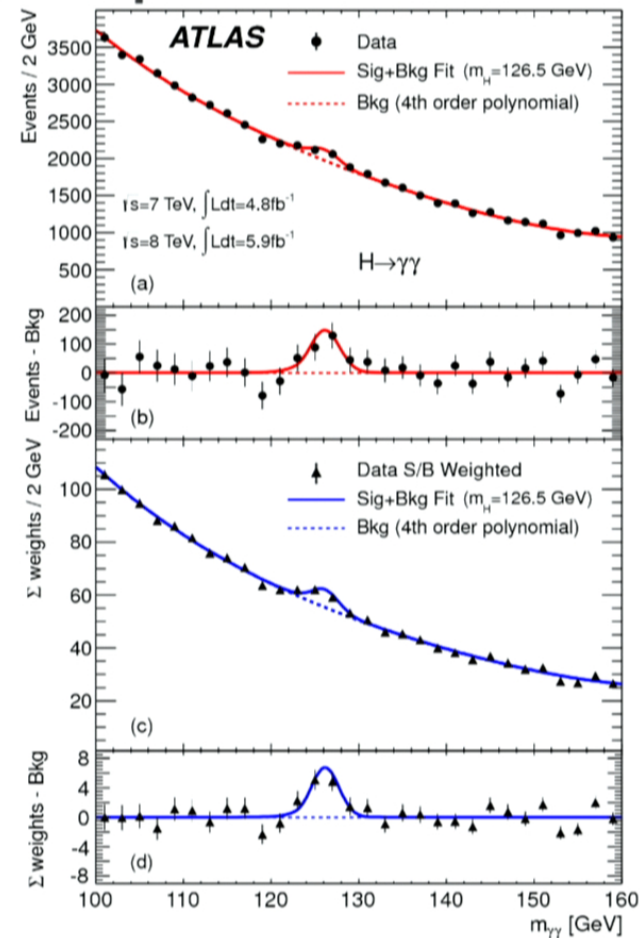 ATLAS
Data
Sig+Bkg Fit (m_H=126.5 GeV)
Bkg (4th order polynomial)
Events / 2 GeV
3500
3000
2500
2000
1500
1000
500
√s=7 TeV, ∫Ldt=4.8fb⁻¹
√s=8 TeV, ∫Ldt=5.9fb⁻¹
H→γγ
(a)
Events - Bkg
200
100
0
-100
-200
(b)
Σ weights / 2 GeV
Data S/B Weighted
Sig+Bkg Fit (m_H=126.5 GeV)
Bkg (4th order polynomial)
100
80
60
40
20
(c)
Σ weights - Bkg
8
4
0
-4
-8
(d)
100 110 120 130 140 150 160
m_γγ [GeV]